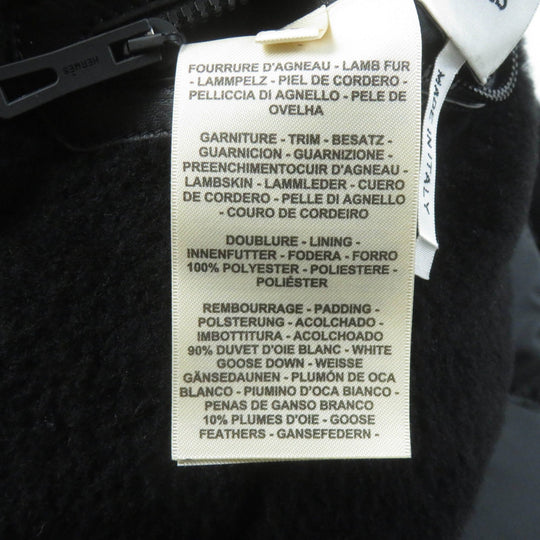 HERMÈS
FOURRURE D'AGNEAU - LAMB FUR
- LAMMPELZ - PIEL DE CORDERO -
PELLICCIA DI AGNELLO - PELE DE
OVELHA
GARNITURE - TRIM - BESATZ -
GUARNICION - GUARNIZIONE -
PREENCHIMENTOCUIR D'AGNEAU -
LAMBSKIN - LAMMLEDER - CUERO
DE CORDERO - PELLE DI AGNELLO
- COURO DE CORDEIRO
DOUBLURE - LINING -
INNENFUTTER - FODERA - FORRO
100% POLYESTER - POLIESTERE -
POLIÉSTER
REMBOURRAGE - PADDING -
POLSTERUNG - ACOLCHADO -
IMBOTTITURA - ACOLCHOADO
90% DUVET D'OIE BLANC - WHITE
GOOSE DOWN - WEISSE
GÄNSEDAUNEN - PLUMÓN DE OCA
BLANCO - PIUMINO D'OCA BIANCO -
PENAS DE GANSO BRANCO
10% PLUMES D'OIE - GOOSE
FEATHERS - GANSEFEDERN -
MADE IN ITALY